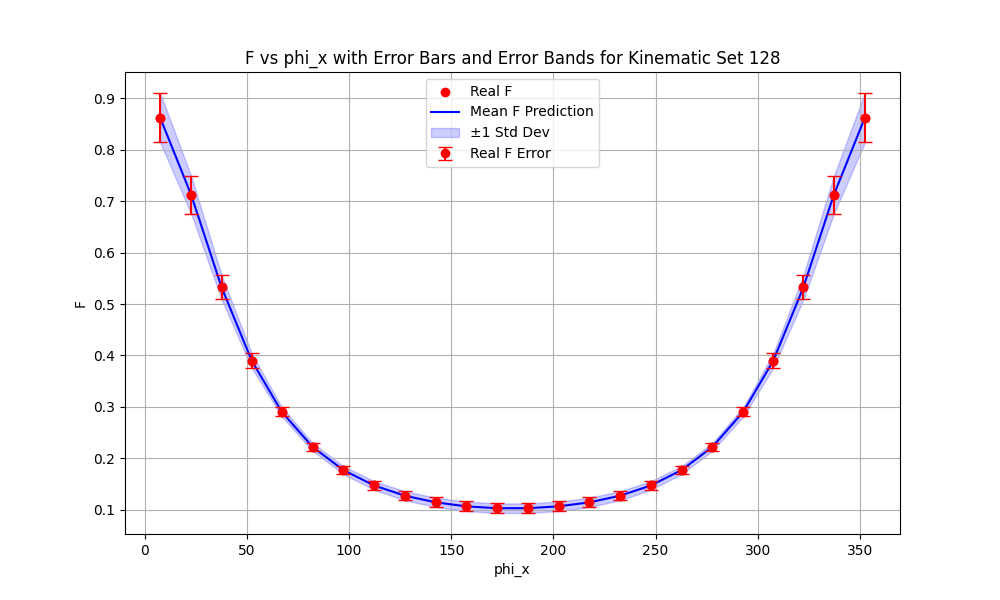 F vs phi_x with Error Bars and Error Bands for Kinematic Set 128
Real F
Mean F Prediction
±1 Std Dev
Real F Error
F
0.9
0.8
0.7
0.6
0.5
0.4
0.3
0.2
0.1
0 50 100 150 200 250 300 350
phi_x